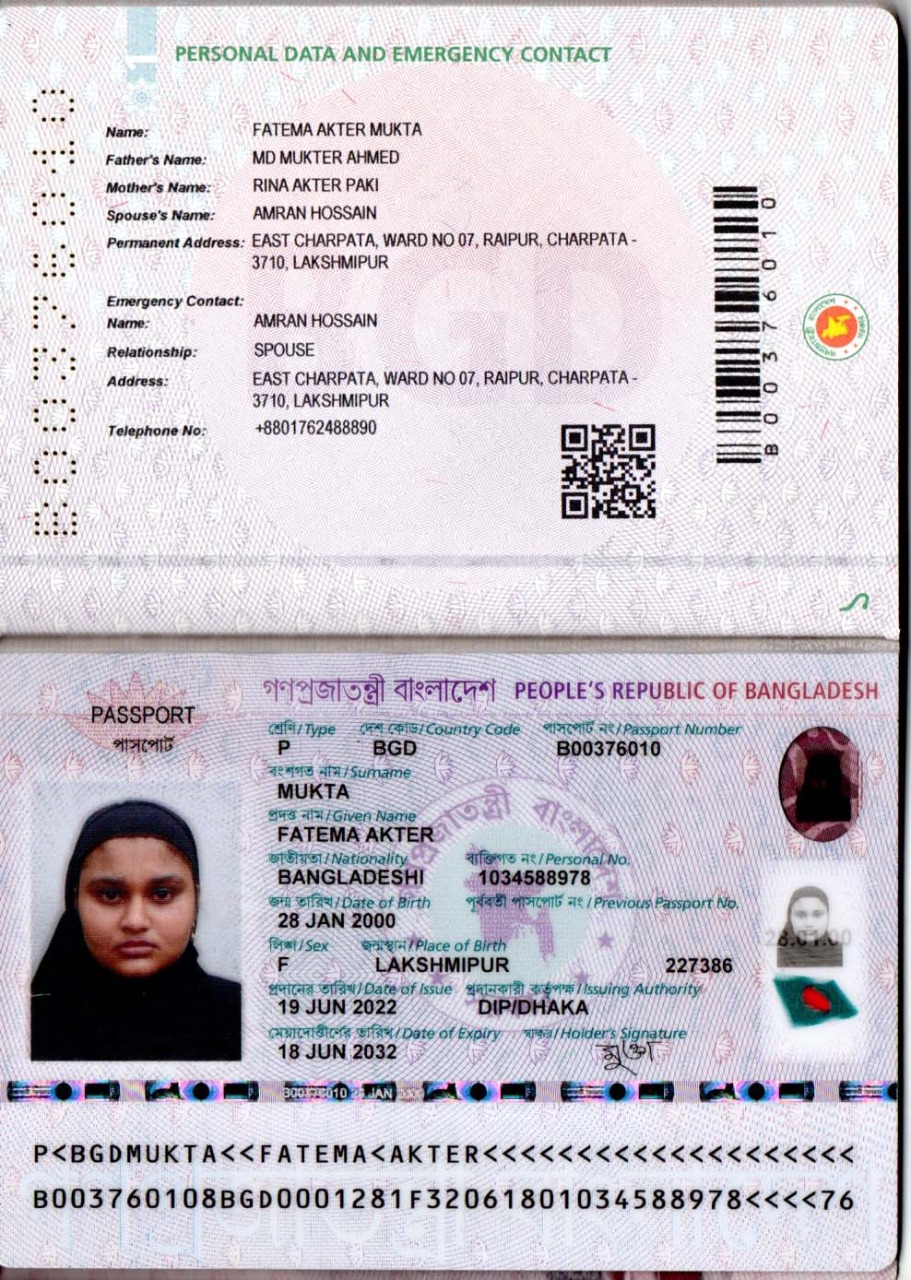 PERSONAL DATA AND EMERGENCY CONTACT
Name: FATEMA AKTER MUKTA
Father's Name: MD MUKTER AHMED
Mother's Name: RINA AKTER PAKI
Spouse's Name: AMRAN HOSSAIN
Permanent Address: EAST CHARPATA, WARD NO 07, RAIPUR, CHARPATA -
3710, LAKSHMIPUR
Emergency Contact:
Name: AMRAN HOSSAIN
Relationship: SPOUSE
Address: EAST CHARPATA, WARD NO 07, RAIPUR, CHARPATA -
3710, LAKSHMIPUR
Telephone No: +8801762488890
B00376010
B00376010
BGD
গণপ্রজাতন্ত্রী বাংলাদেশ PEOPLE'S REPUBLIC OF BANGLADESH
PASSPORT
পাসপোর্ট
শ্রেণি/Type দেশ কোড/Country Code পাসপোর্ট নং/Passport Number
P BGD B00376010
বংশগত নাম/Surname
MUKTA
প্রদত্ত নাম/Given Name
FATEMA AKTER
জাতীয়তা/Nationality ব্যক্তিগত নং/Personal No.
BANGLADESHI 1034588978
জন্ম তারিখ/Date of Birth পূর্ববর্তী পাসপোর্ট নং/Previous Passport No.
28 JAN 2000
লিঙ্গ/Sex জন্মস্থান/Place of Birth
F LAKSHMIPUR 227386
প্রদানের তারিখ/Date of Issue প্রদানকারী কর্তৃপক্ষ/Issuing Authority
19 JUN 2022 DIP/DHAKA
মেয়াদোত্তীর্ণের তারিখ/Date of Expiry স্বাক্ষর/Holder's Signature
18 JUN 2032 মুক্তা
28.01.00
P<BGDMUKTA<<FATEMA<AKTER<<<<<<<<<<<<<<<<<<<<
B003760108BGD0001281F32061801034588978<<<<76